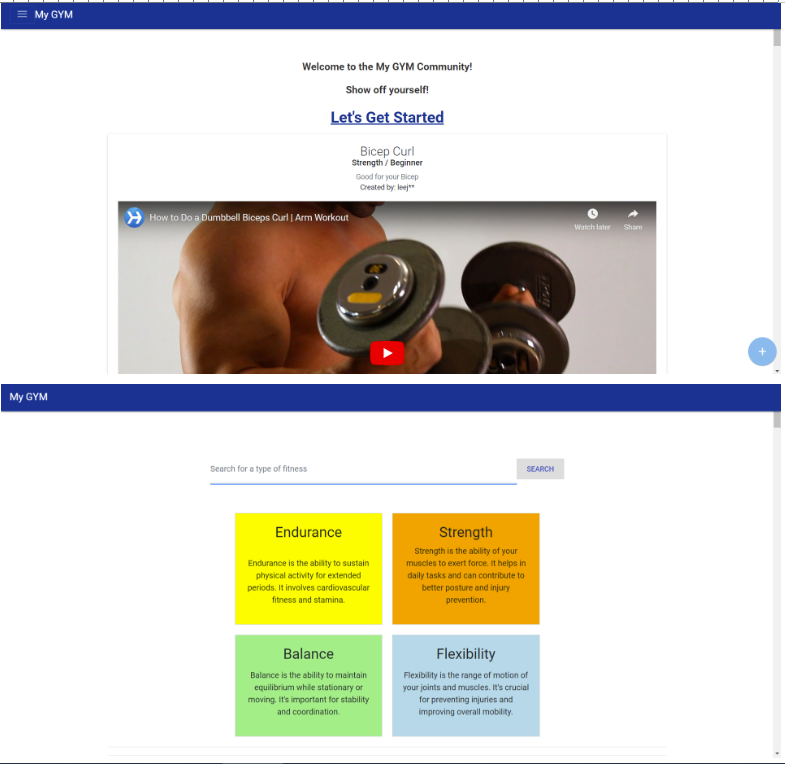 My GYM
Welcome to the My GYM Community!
Show off yourself!
Let's Get Started
Bicep Curl
Strength / Beginner
Good for your Bicep
Created by: leej**
How to Do a Dumbbell Biceps Curl | Arm Workout
Watch later
Share
+
My GYM
Search for a type of fitness
SEARCH
Endurance
Endurance is the ability to sustain
physical activity for extended
periods. It involves cardiovascular
fitness and stamina.
Strength
Strength is the ability of your
muscles to exert force. It helps in
daily tasks and can contribute to
better posture and injury
prevention.
Balance
Balance is the ability to maintain
equilibrium while stationary or
moving. It's important for stability
and coordination.
Flexibility
Flexibility is the range of motion of
your joints and muscles. It's crucial
for preventing injuries and
improving overall mobility.